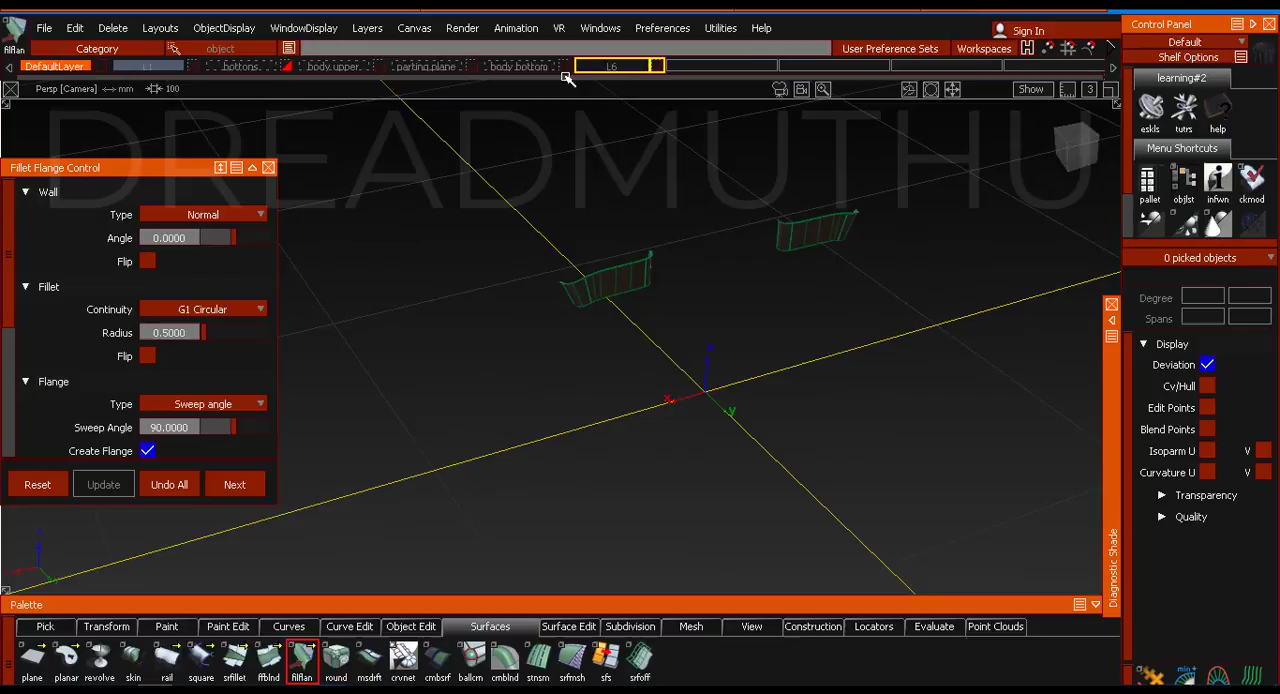 File Edit Delete Layouts ObjectDisplay WindowDisplay Layers Canvas Render Animation VR Windows Preferences Utilities Help
Sign In
filflan Category object User Preference Sets Workspaces
DefaultLayer L1 bottons body upper parting plane body bottom L6
Persp [Camera] mm 100 Show 3
DREADMUTHU
Fillet Flange Control
Wall
Type Normal
Angle 0.0000
Flip
Fillet
Continuity G1 Circular
Radius 0.5000
Flip
Flange
Type Sweep angle
Sweep Angle 90.0000
Create Flange
Reset Update Undo All Next
z
x
y
Control Panel
Default
Shelf Options
learning#2
eskls tutrs help
Menu Shortcuts
pallet objlst infwn ckmod
0 picked objects
Degree
Spans
Display
Deviation
Cv/Hull
Edit Points
Blend Points
Isoparm U V
Curvature U V
Transparency
Quality
Diagnostic Shade
Palette
Pick Transform Paint Paint Edit Curves Curve Edit Object Edit Surfaces Surface Edit Subdivision Mesh View Construction Locators Evaluate Point Clouds
plane planar revolve skin rail square srfillet ffblnd filflan round msdrft crvnet cmbsrf ballcrn cmblnd stnsm srfmsh sfs srfoff